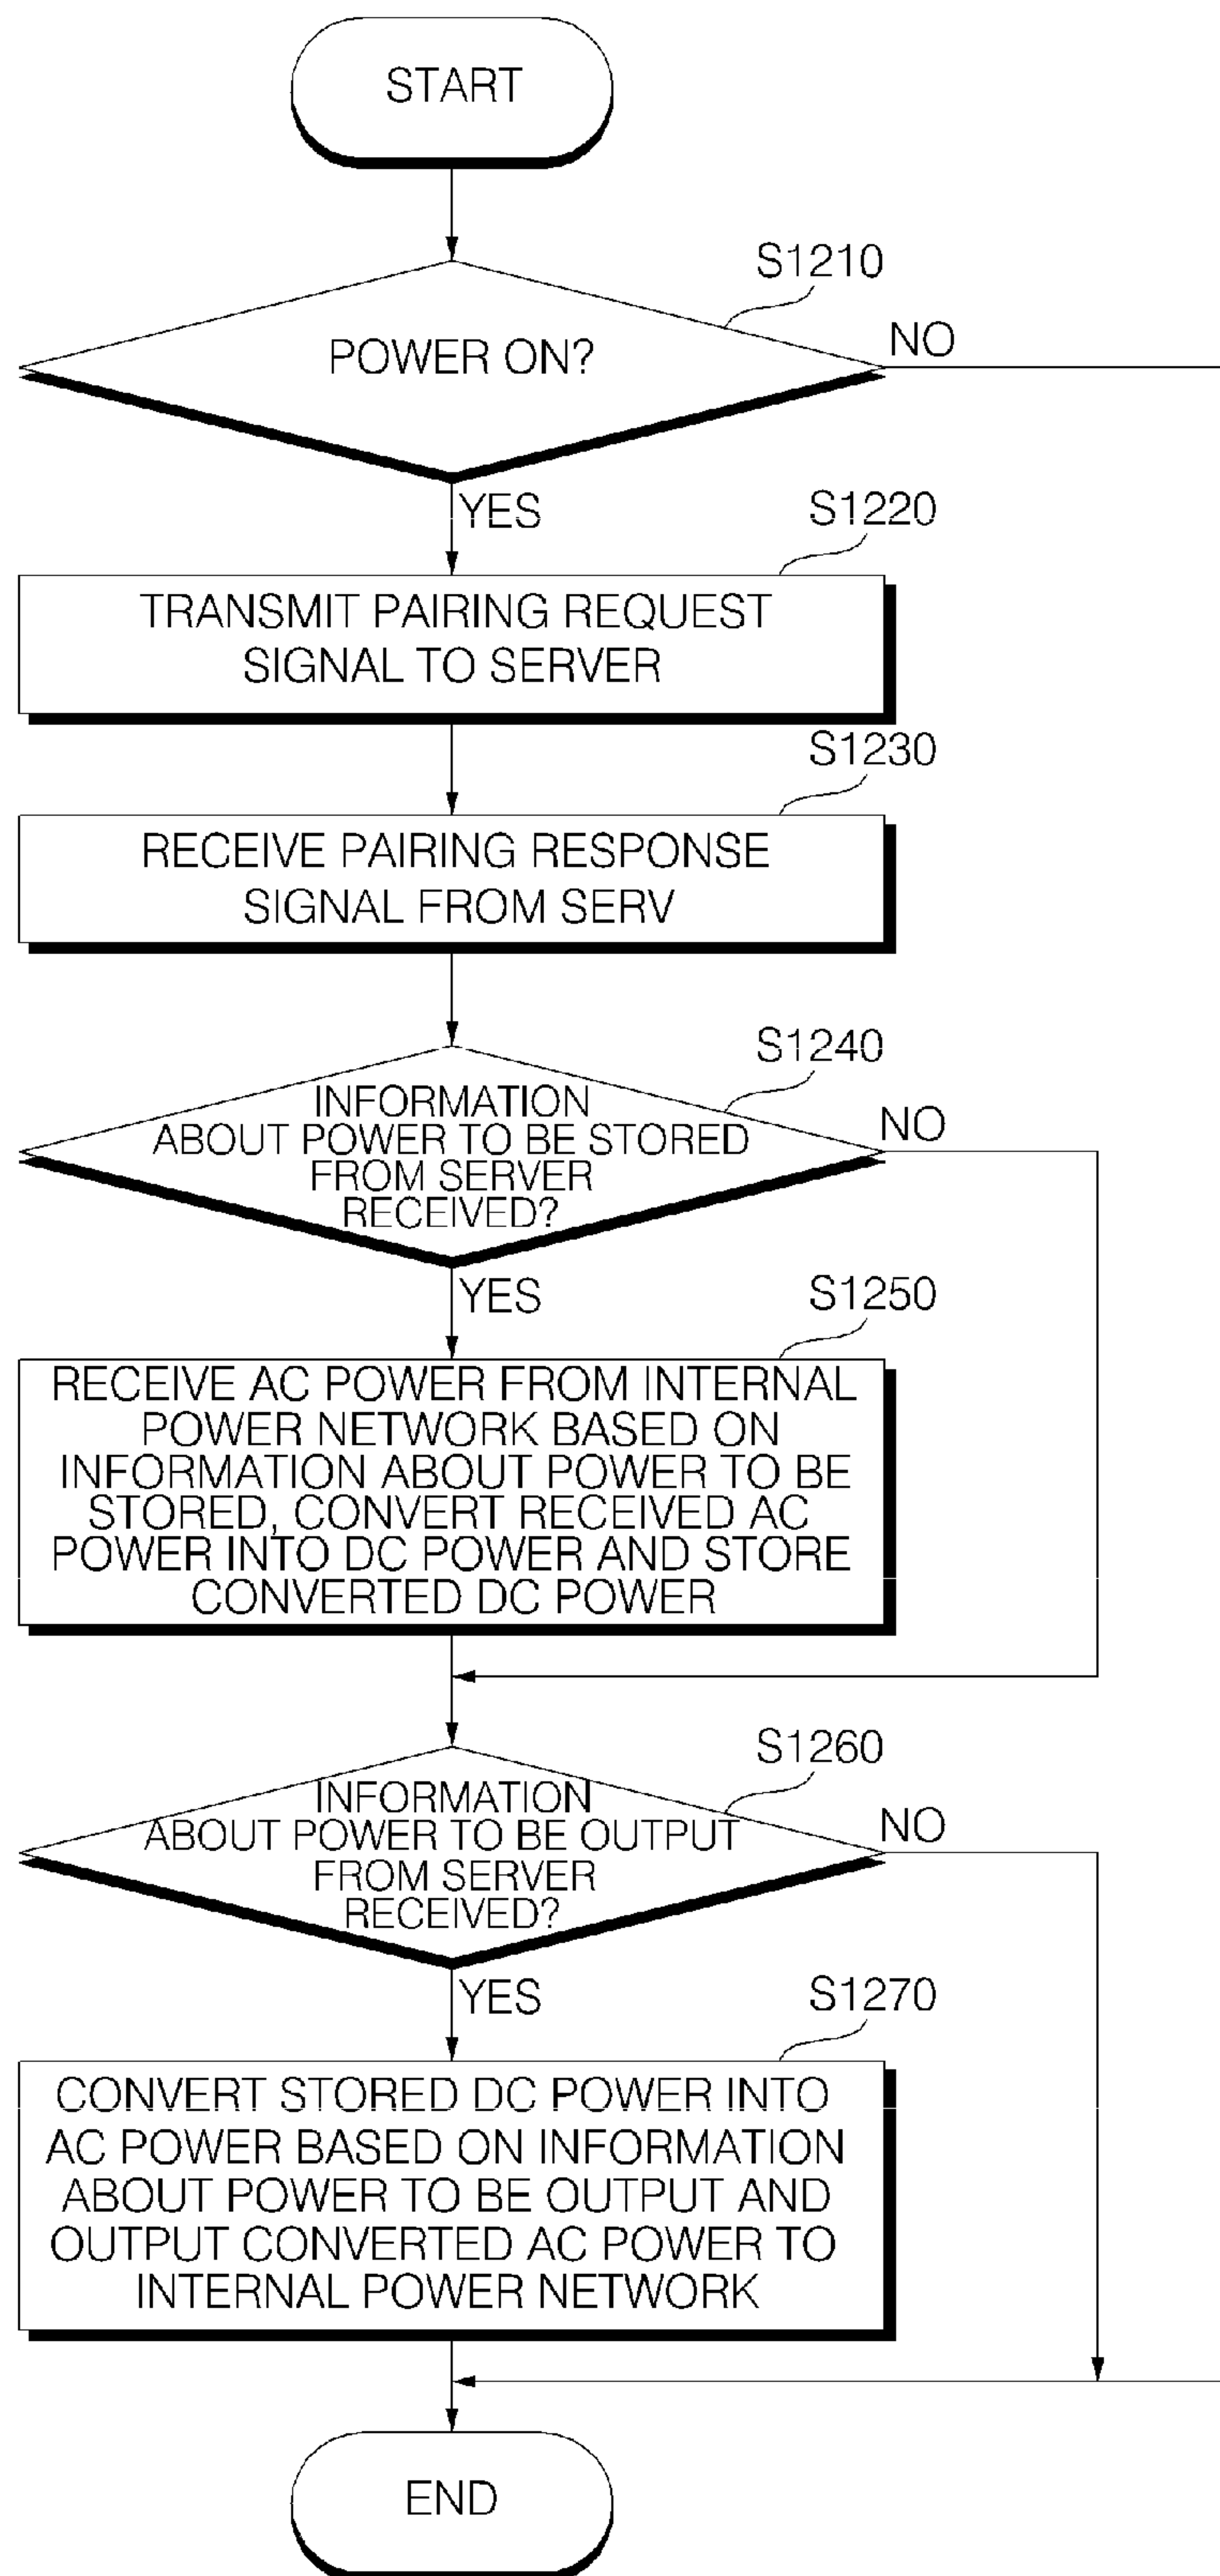 START
S1210
POWER ON?
NO
YES
S1220
TRANSMIT PAIRING REQUEST
SIGNAL TO SERVER
S1230
RECEIVE PAIRING RESPONSE
SIGNAL FROM SERV
S1240
INFORMATION
ABOUT POWER TO BE STORED
FROM SERVER
RECEIVED?
NO
YES
S1250
RECEIVE AC POWER FROM INTERNAL
POWER NETWORK BASED ON
INFORMATION ABOUT POWER TO BE
STORED, CONVERT RECEIVED AC
POWER INTO DC POWER AND STORE
CONVERTED DC POWER
S1260
INFORMATION
ABOUT POWER TO BE OUTPUT
FROM SERVER
RECEIVED?
NO
YES
S1270
CONVERT STORED DC POWER INTO
AC POWER BASED ON INFORMATION
ABOUT POWER TO BE OUTPUT AND
OUTPUT CONVERTED AC POWER TO
INTERNAL POWER NETWORK
END